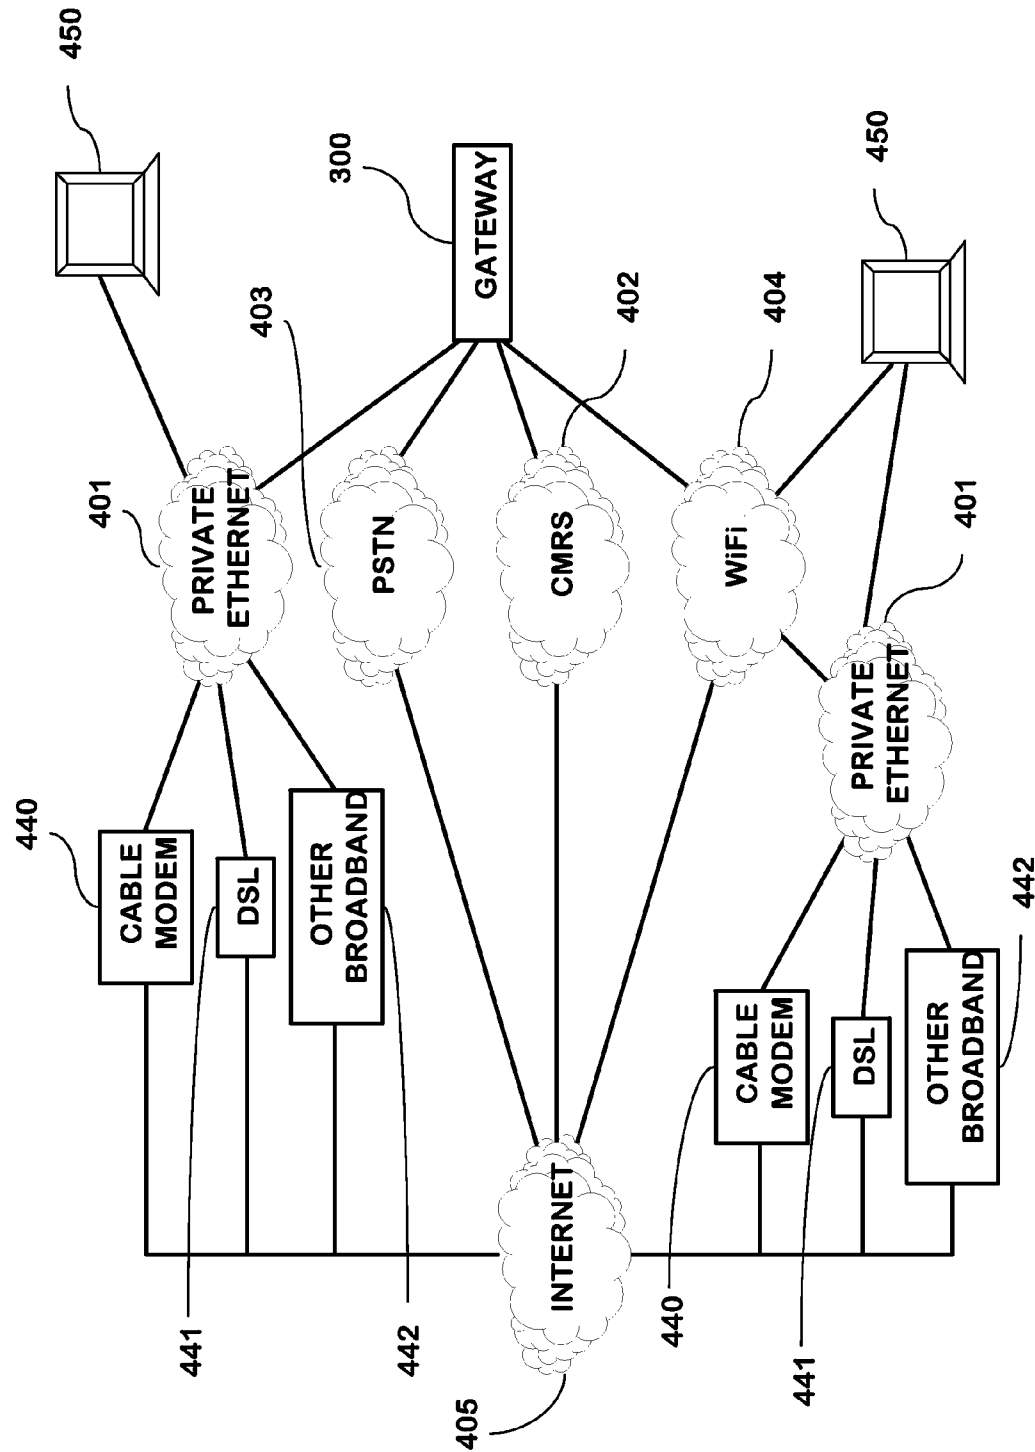 440
450
401
CABLE
MODEM
441
PRIVATE
ETHERNET
DSL
403
OTHER
BROADBAND
300
PSTN
442
405
GATEWAY
INTERNET
CMRS
402
440
CABLE
MODEM
WiFi
404
441
DSL
PRIVATE
ETHERNET
450
OTHER
BROADBAND
401
442